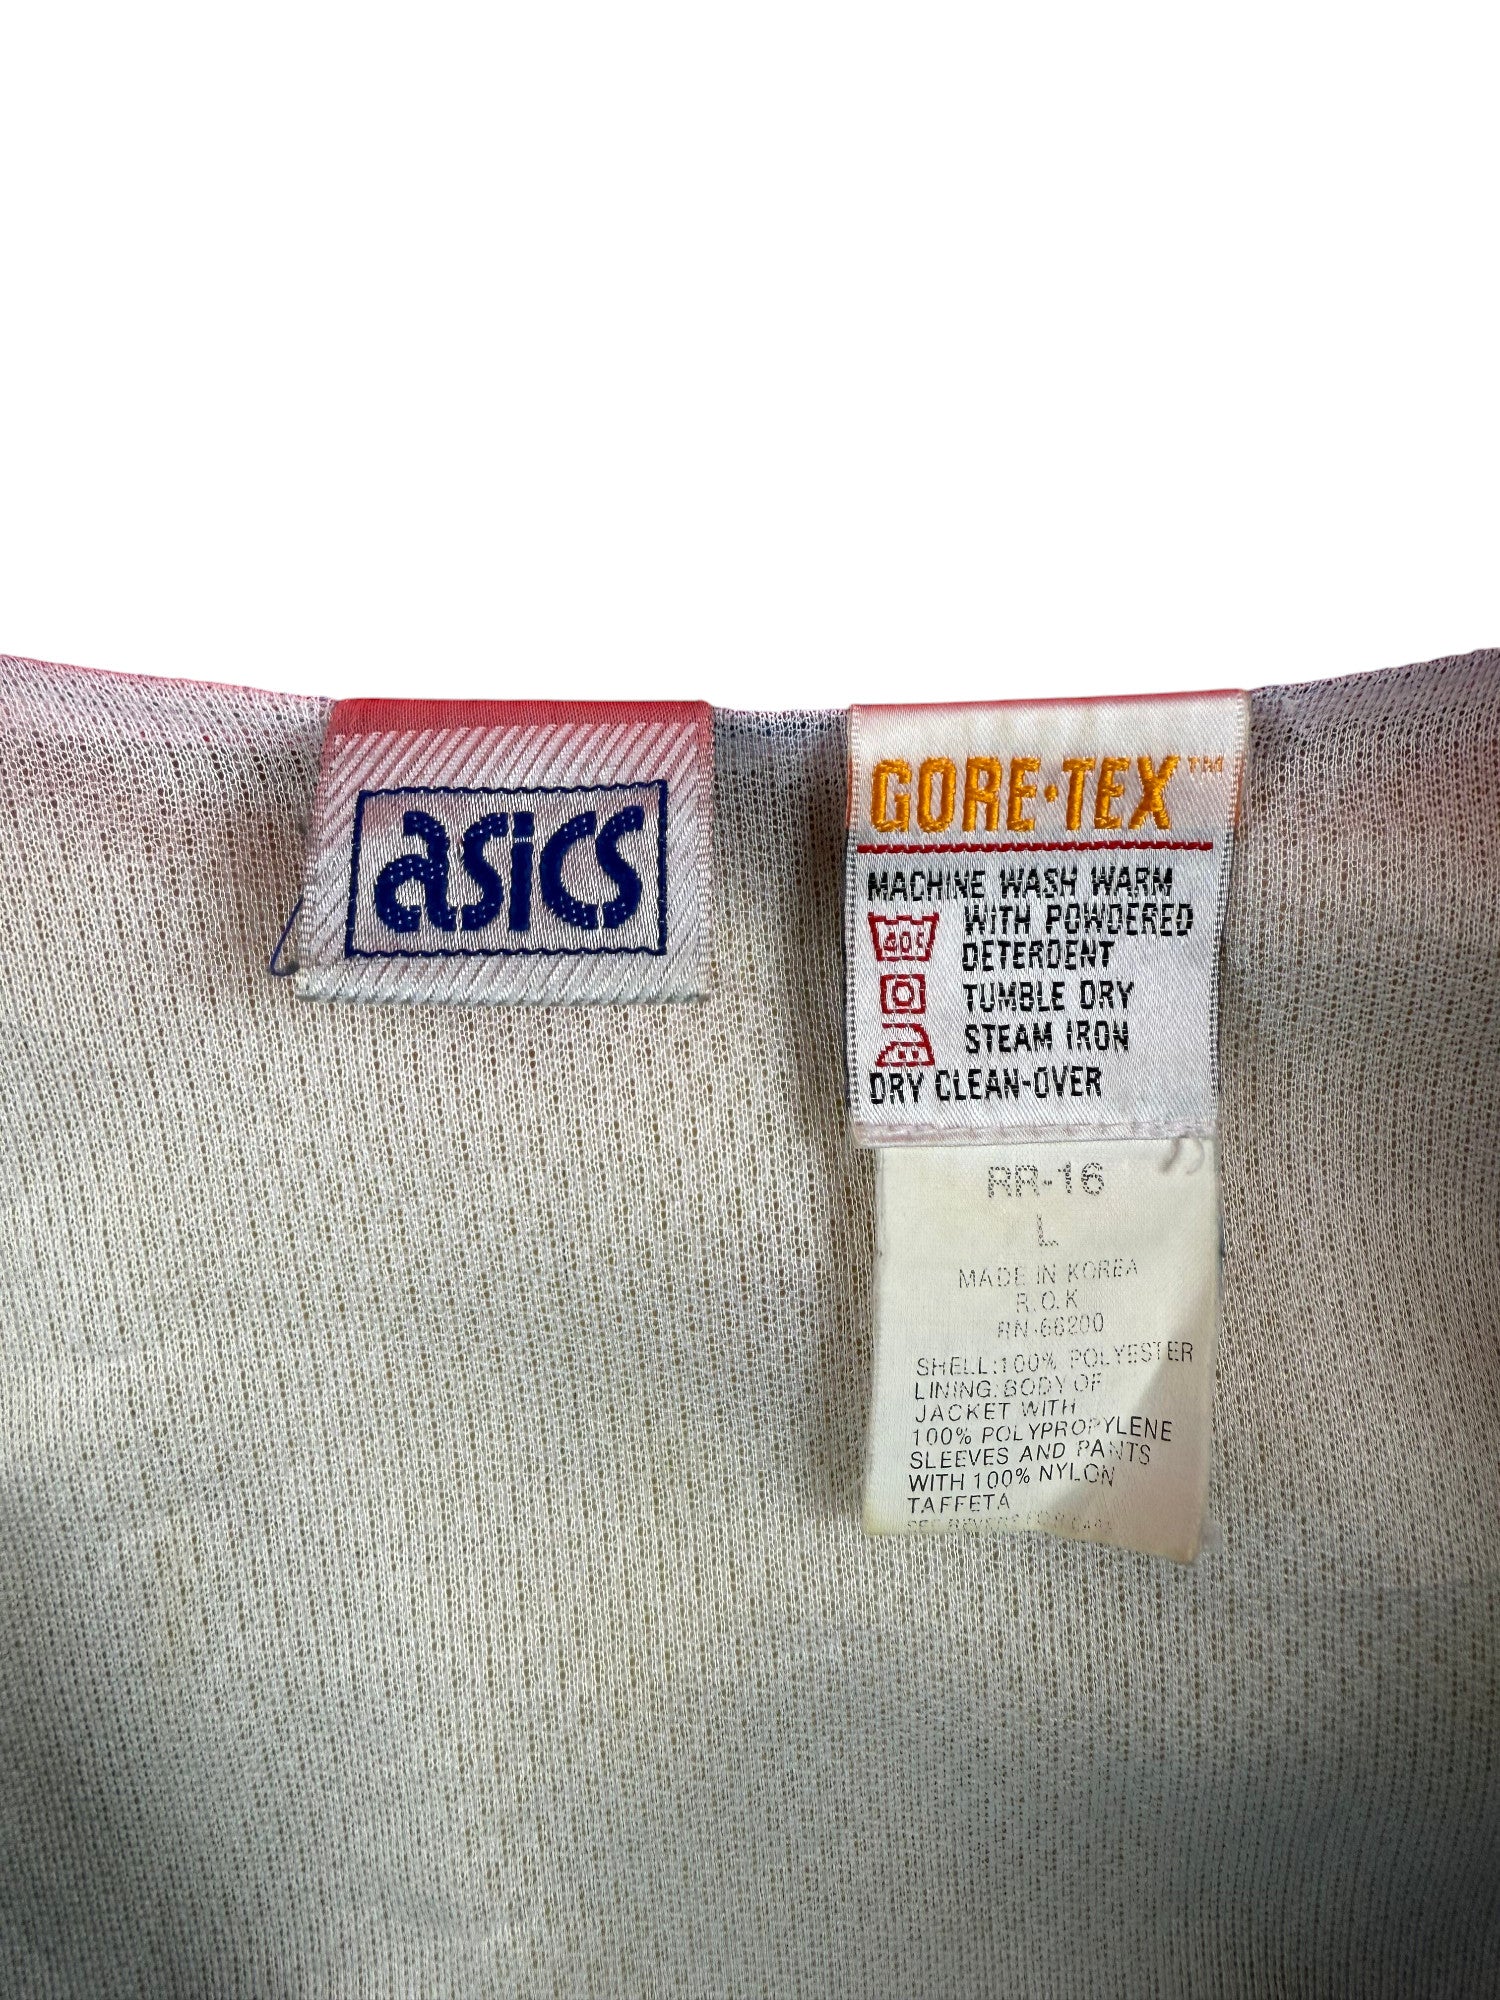 asics
GORE-TEX™
MACHINE WASH WARM
WITH POWDERED
40C
DETERDENT
TUMBLE DRY
STEAM IRON
DRY CLEAN-OVER
RR-16
L
MADE IN KOREA
R.O.K
RN.66200
SHELL:100% POLYESTER
LINING:BODY OF
JACKET WITH
100% POLYPROPYLENE
SLEEVES AND PANTS
WITH 100% NYLON
TAFFETA